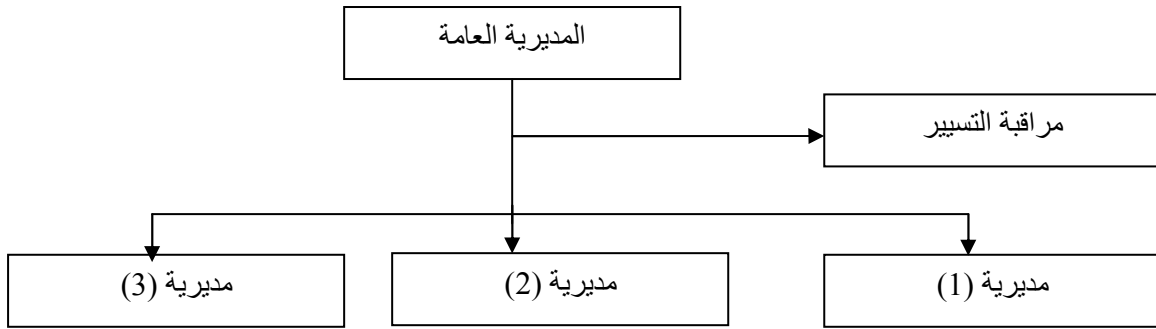 المديرية العامة
مراقبة التسيير
مديرية (1)
مديرية (2)
مديرية (3)